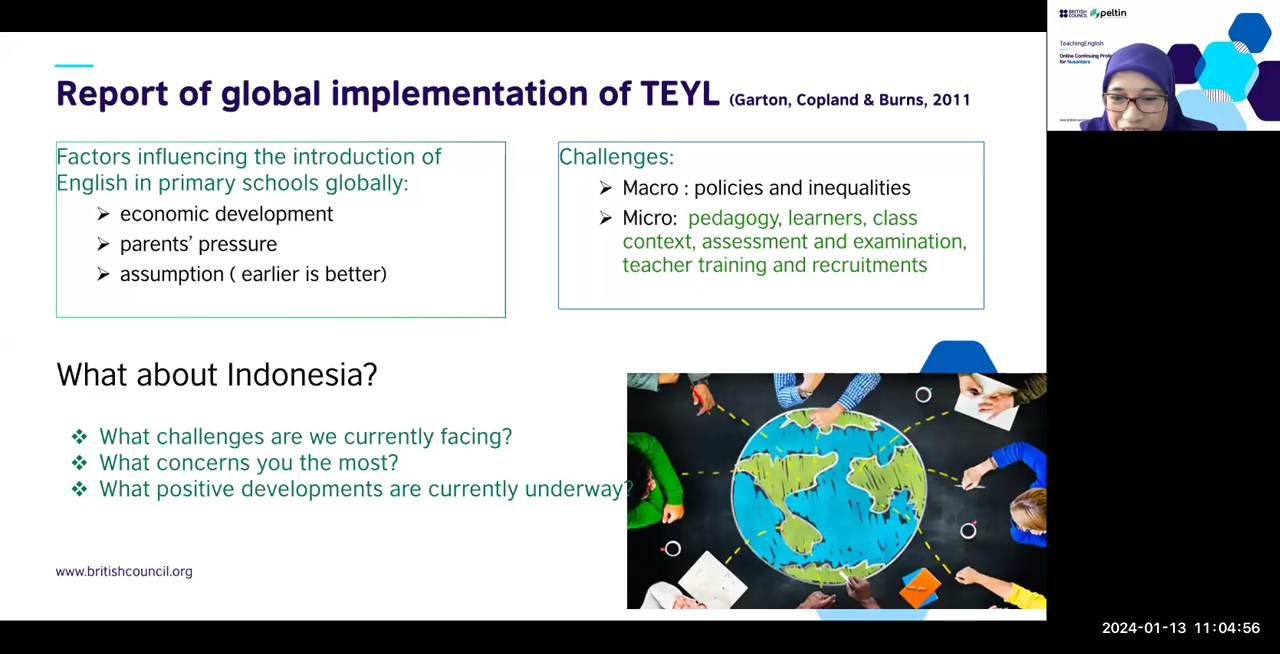 Report of global implementation of TEYL (Garton, Copland & Burns, 2011
Factors influencing the introduction of
English in primary schools globally:
➢ economic development
➢ parents’ pressure
➢ assumption ( earlier is better)
Challenges:
➢ Macro : policies and inequalities
➢ Micro: pedagogy, learners, class
context, assessment and examination,
teacher training and recruitments
What about Indonesia?
❖ What challenges are we currently facing?
❖ What concerns you the most?
❖ What positive developments are currently underway?
www.britishcouncil.org
BRITISH
COUNCIL
peltin
TeachingEnglish
Online Continuing
for Nusantara
2024-01-13 11:04:56